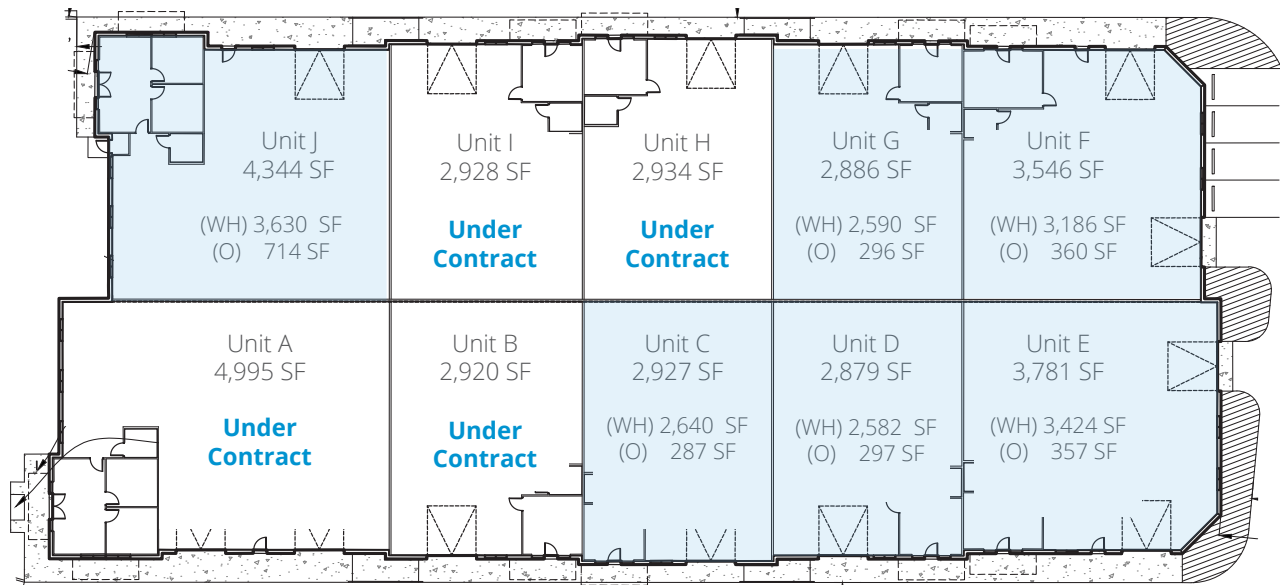 Unit J
4,344 SF
(WH) 3,630 SF
(O) 714 SF
Unit I
2,928 SF
Under
Contract
Unit H
2,934 SF
Under
Contract
Unit G
2,886 SF
(WH) 2,590 SF
(O) 296 SF
Unit F
3,546 SF
(WH) 3,186 SF
(O) 360 SF
Unit A
4,995 SF
Under
Contract
Unit B
2,920 SF
Under
Contract
Unit C
2,927 SF
(WH) 2,640 SF
(O) 287 SF
Unit D
2,879 SF
(WH) 2,582 SF
(O) 297 SF
Unit E
3,781 SF
(WH) 3,424 SF
(O) 357 SF